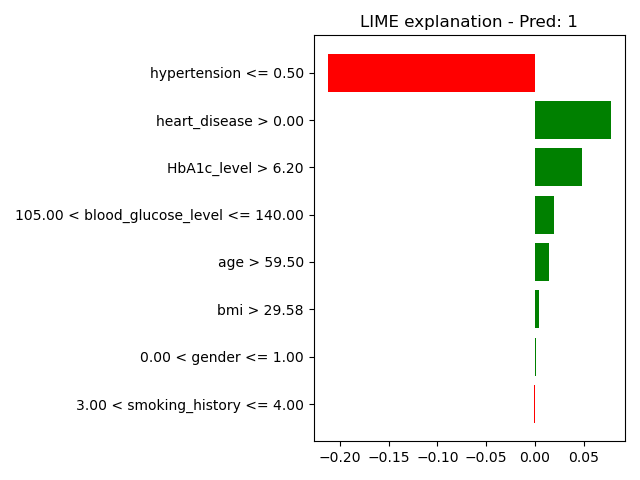 LIME explanation - Pred: 1
hypertension <= 0.50
heart_disease > 0.00
HbA1c_level > 6.20
105.00 < blood_glucose_level <= 140.00
age > 59.50
bmi > 29.58
0.00 < gender <= 1.00
3.00 < smoking_history <= 4.00
−0.20 −0.15 −0.10 −0.05 0.00 0.05